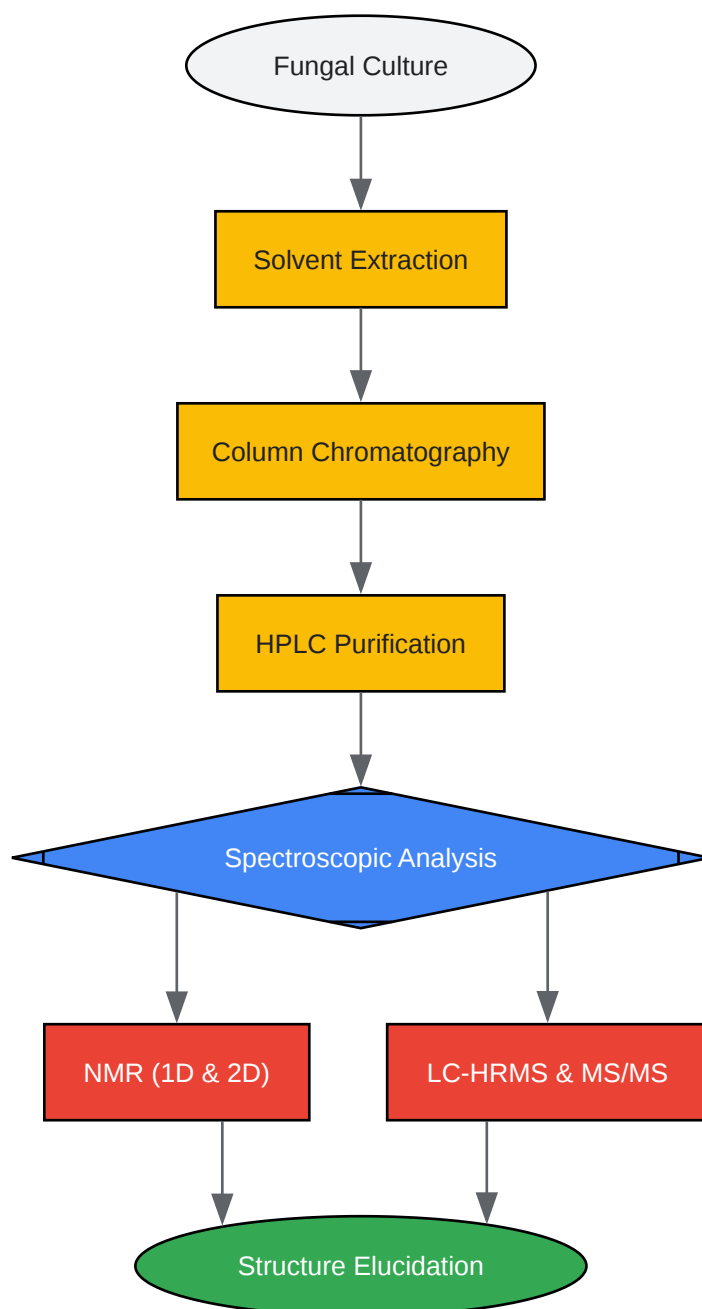 Fungal Culture
Solvent Extraction
Column Chromatography
HPLC Purification
Spectroscopic Analysis
NMR (1D & 2D)
LC-HRMS & MS/MS
Structure Elucidation